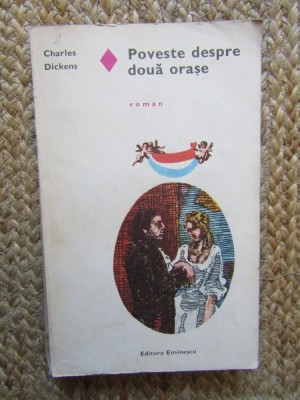 Charles
Dickens
Poveste despre
două orașe
roman
Editura Eminescu